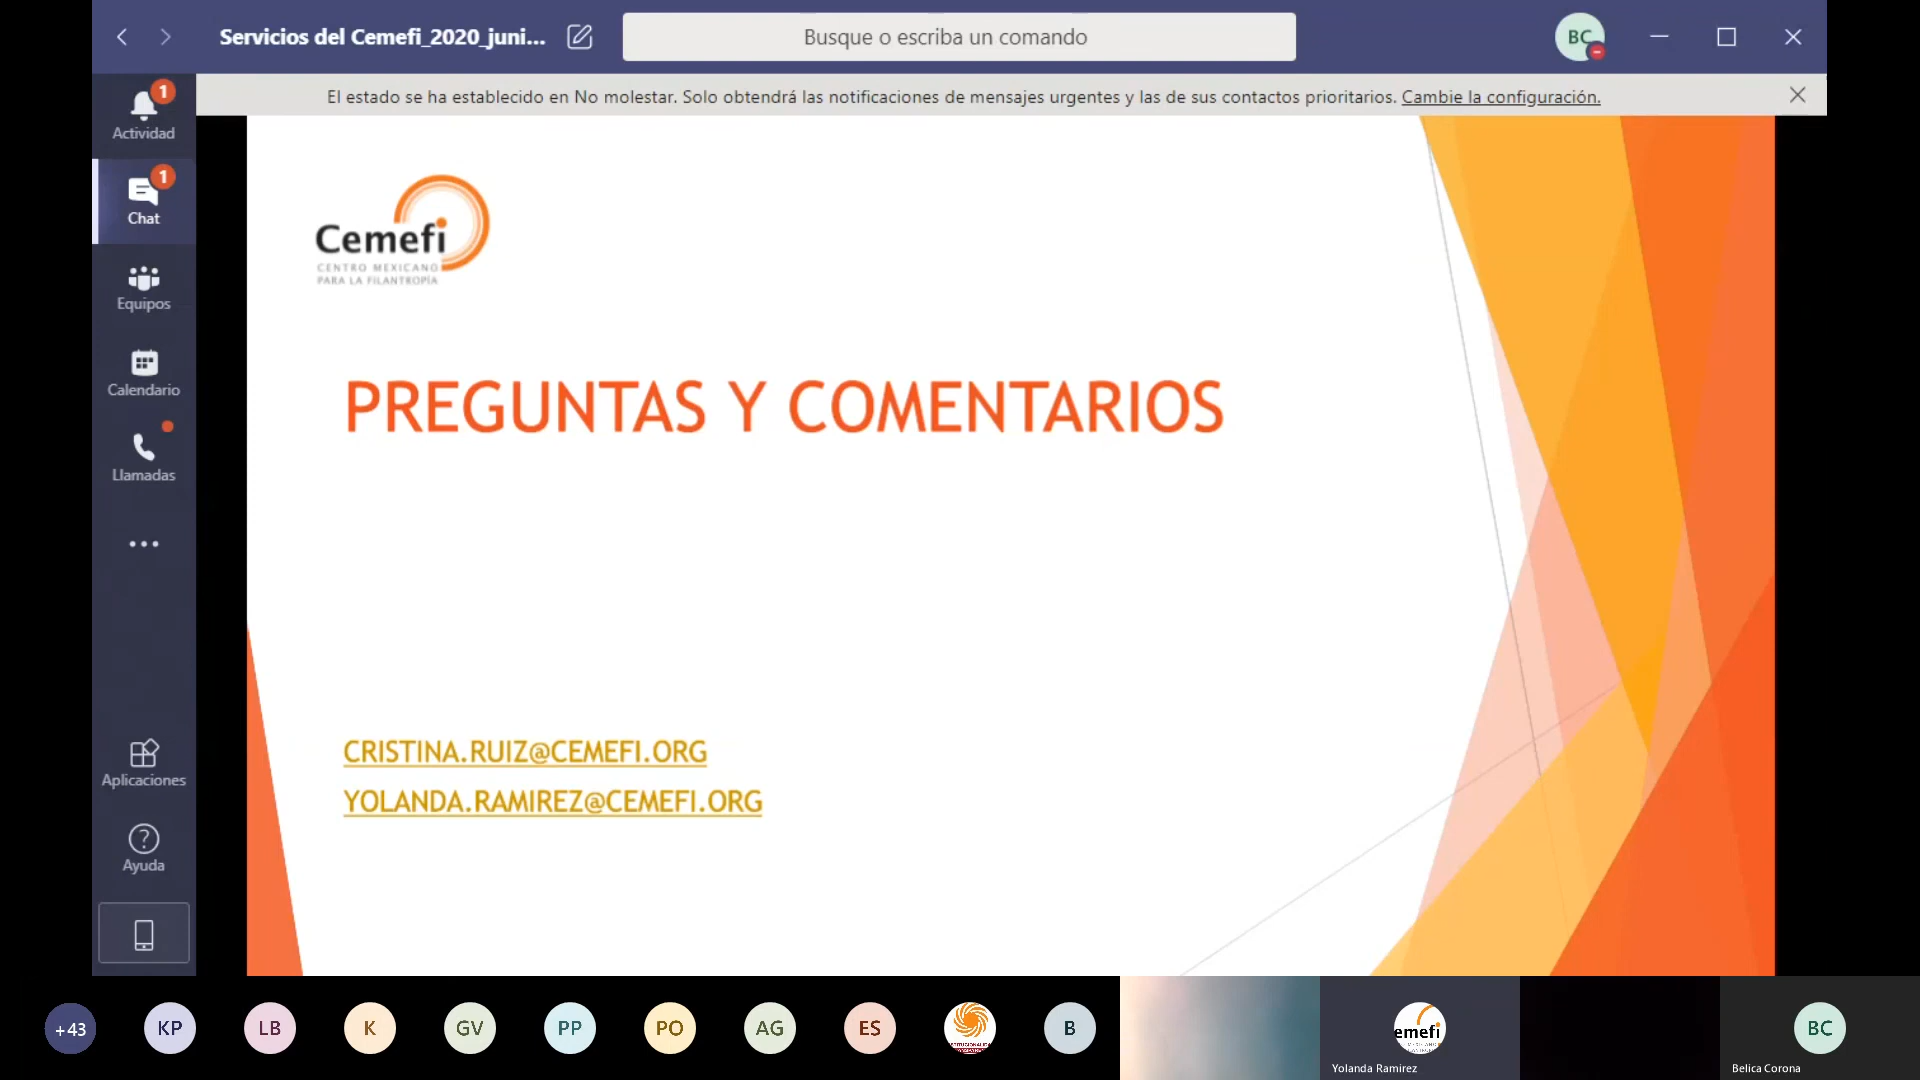 Servicios del Cemefi_2020_juni...
Busque o escriba un comando
BC
El estado se ha establecido en No molestar. Solo obtendrá las notificaciones de mensajes urgentes y las de sus contactos prioritarios. Cambie la configuración.
1
Actividad
1
Chat
Equipos
Calendario
Llamadas
Aplicaciones
Ayuda
Cemefi
CENTRO MEXICANO
PARA LA FILANTROPÍA
PREGUNTAS Y COMENTARIOS
CRISTINA.RUIZ@CEMEFI.ORG
YOLANDA.RAMIREZ@CEMEFI.ORG
+43
KP
LB
K
GV
PP
PO
AG
ES
B
emefi
BC
Yolanda Ramirez
Belica Corona